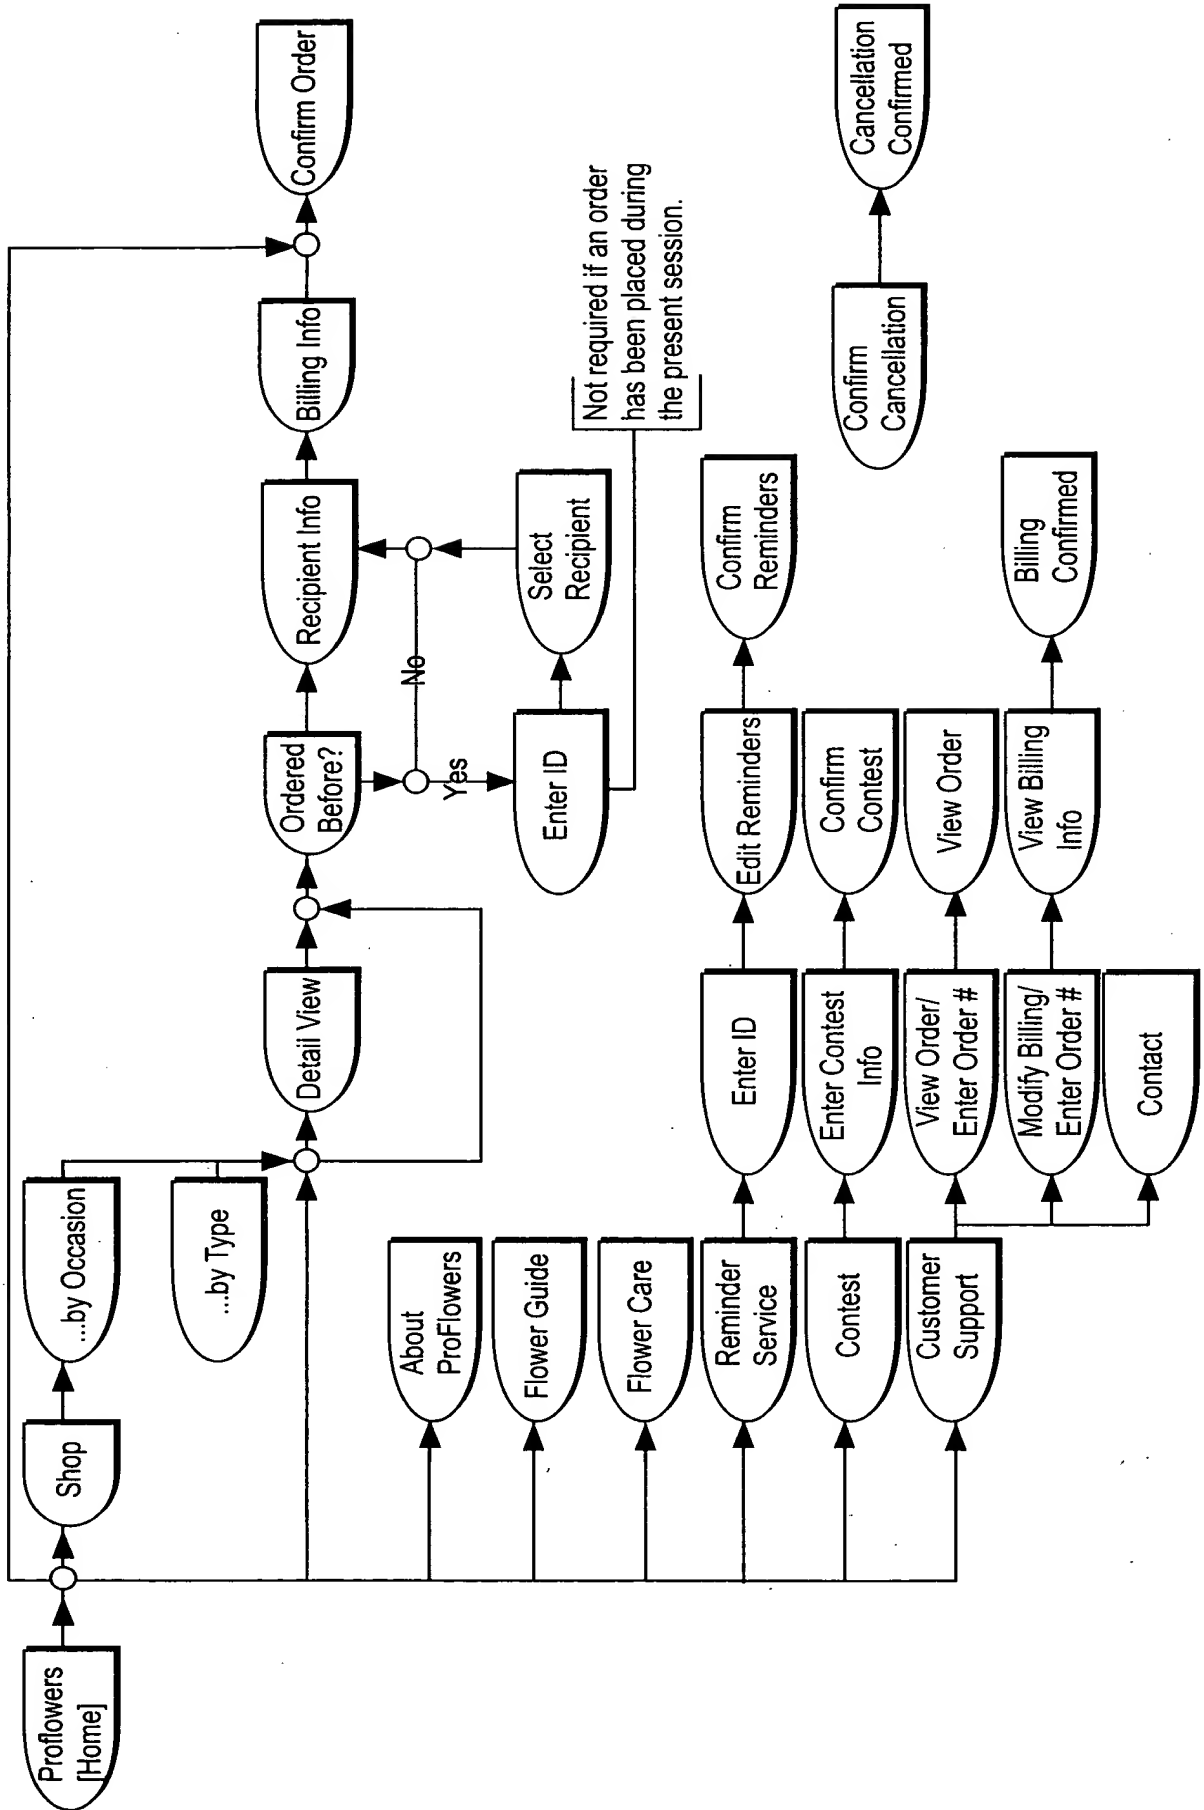 Proflowers
[Home]
Shop
...by Occasion
...by Type
Detail View
Ordered
Before?
Recipient Info
Billing Info
Confirm Order
No
Yes
Enter ID
Select
Recipient
Not required if an order
has been placed during
the present session.
About
ProFlowers
Flower Guide
Flower Care
Reminder
Service
Enter ID
Edit Reminders
Confirm
Reminders
Contest
Enter Contest
Info
Confirm
Contest
Customer
Support
View Order/
Enter Order #
View Order
Modify Billing/
Enter Order #
View Billing
Info
Billing
Confirmed
Contact
Confirm
Cancellation
Cancellation
Confirmed